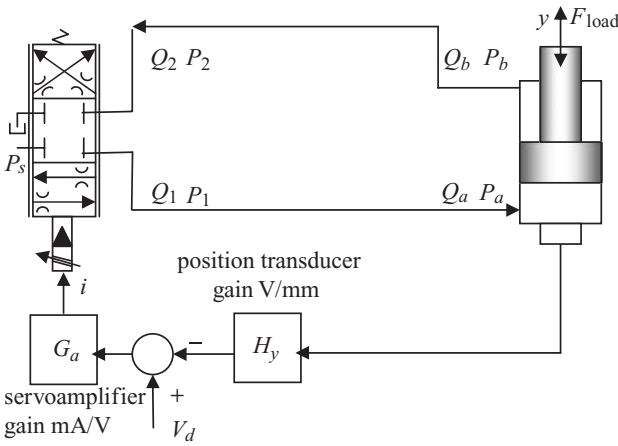 y F_load
Q_2 P_2
Q_b P_b
P_s
Q_1 P_1
Q_a P_a
position transducer
gain V/mm
i
G_a
−
H_y
servoamplifier
gain mA/V
+
V_d